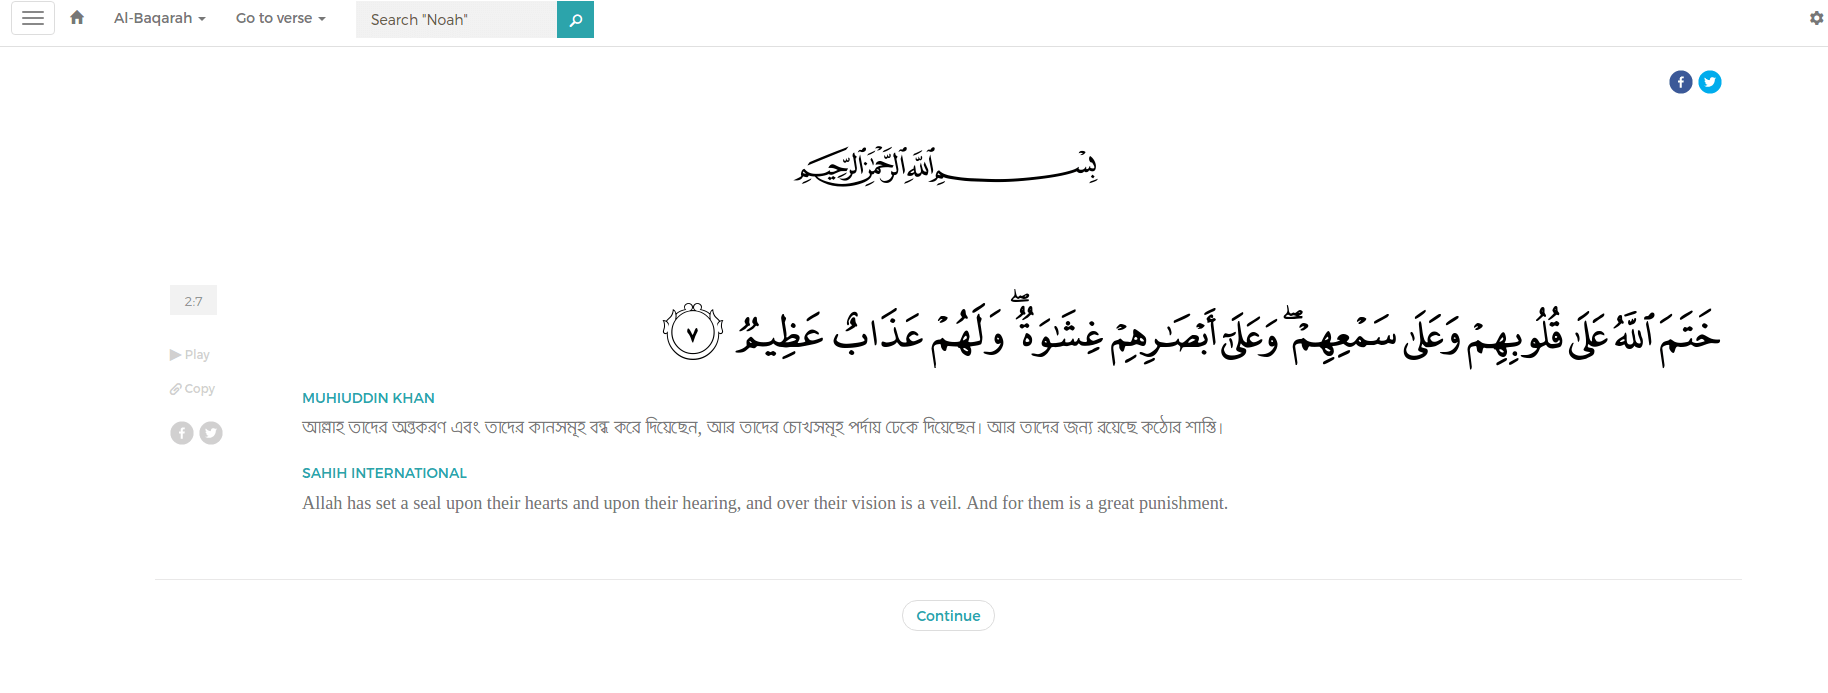 Al-Baqarah Go to verse Search "Noah"
بِسْمِ اللَّهِ الرَّحْمَٰنِ الرَّحِيمِ
2:7
خَتَمَ ٱللَّهُ عَلَىٰ قُلُوبِهِمْ وَعَلَىٰ سَمْعِهِمْ ۖ وَعَلَىٰٓ أَبْصَـٰرِهِمْ غِشَـٰوَةٌ ۖ وَلَهُمْ عَذَابٌ عَظِيمٌ ٧
Play
Copy
MUHIUDDIN KHAN
আল্লাহ তাদের অন্তকরণ এবং তাদের কানসমূহ বন্ধ করে দিয়েছেন, আর তাদের চোখসমূহ পর্দায় ঢেকে দিয়েছেন। আর তাদের জন্য রয়েছে কঠোর শাস্তি।
SAHIH INTERNATIONAL
Allah has set a seal upon their hearts and upon their hearing, and over their vision is a veil. And for them is a great punishment.
Continue